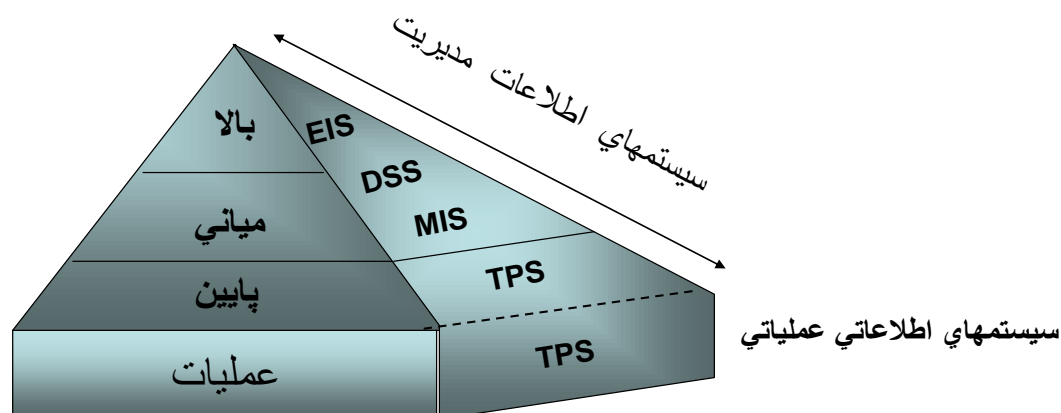 سيستمهاي اطلاعات مديريت
بالا
EIS
DSS
مياني
MIS
پايين
TPS
سيستمهاي اطلاعاتي عملياتي
TPS
عمليات